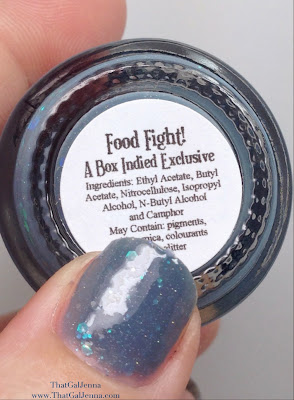 Food Fight!
A Box Indied Exclusive
Ingredients: Ethyl Acetate, Butyl
Acetate, Nitrocellulose, Isopropyl
Alcohol, N-Butyl Alcohol
and Camphor
May Contain: pigments,
colourants
glitter
ThatGalJenna
www.ThatGalJenna.com